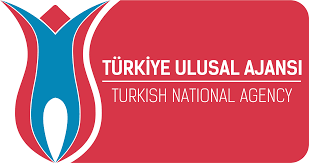 TÜRKİYE ULUSAL AJANSI
TURKISH NATIONAL AGENCY